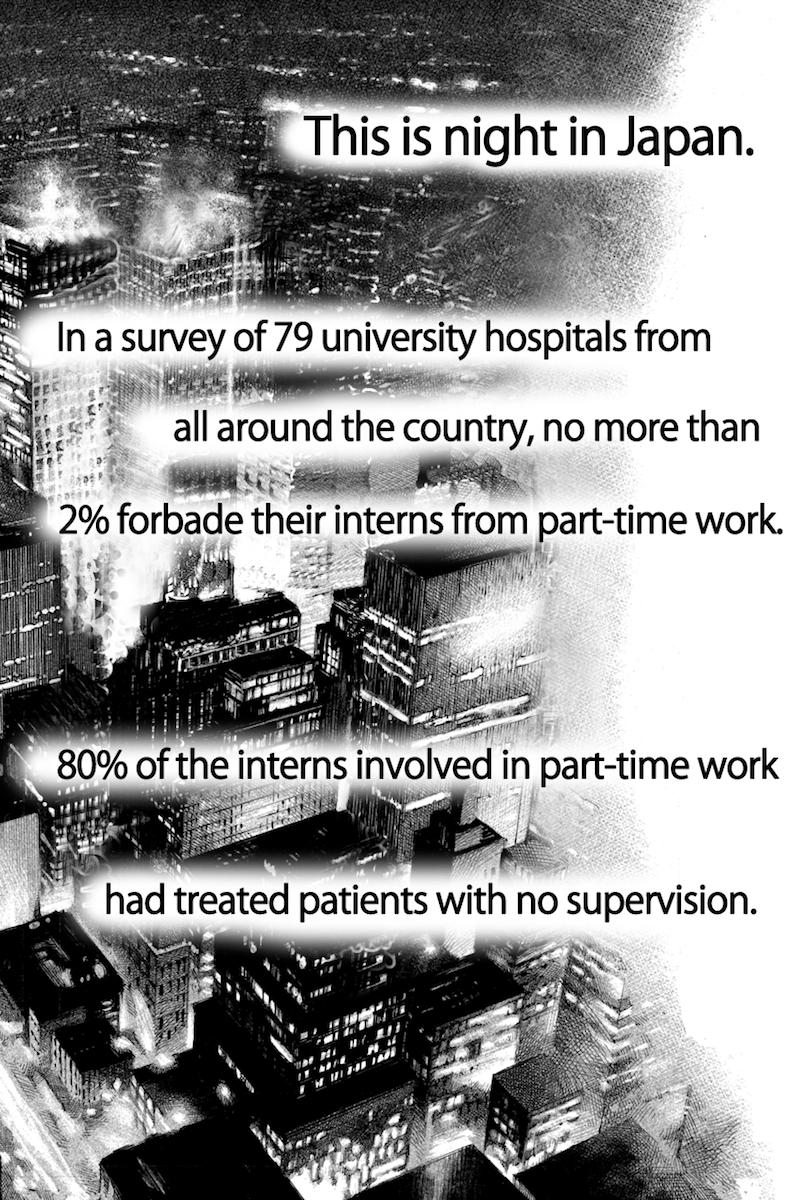 This is night in Japan.
In a survey of 79 university hospitals from
all around the country, no more than
2% forbade their interns from part-time work.
80% of the interns involved in part-time work
had treated patients with no supervision.